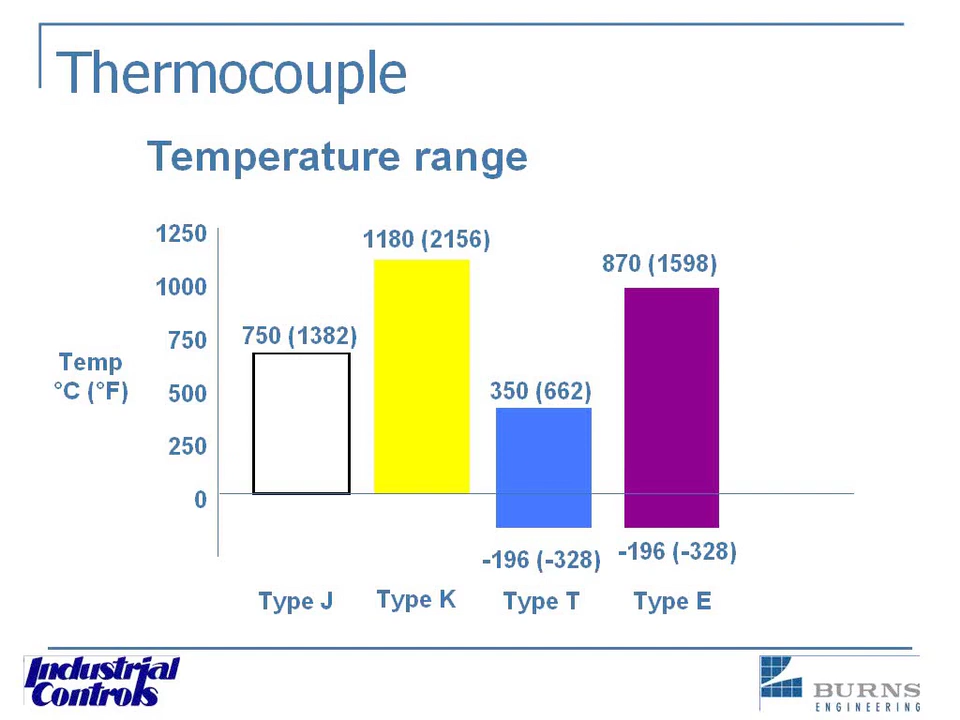 Thermocouple
Temperature range
1250
1000
750
500
250
0
Temp
°C (°F)
750 (1382)
1180 (2156)
350 (662)
870 (1598)
-196 (-328)
-196 (-328)
Type J
Type K
Type T
Type E
Industrial
Controls
BURNS
ENGINEERING